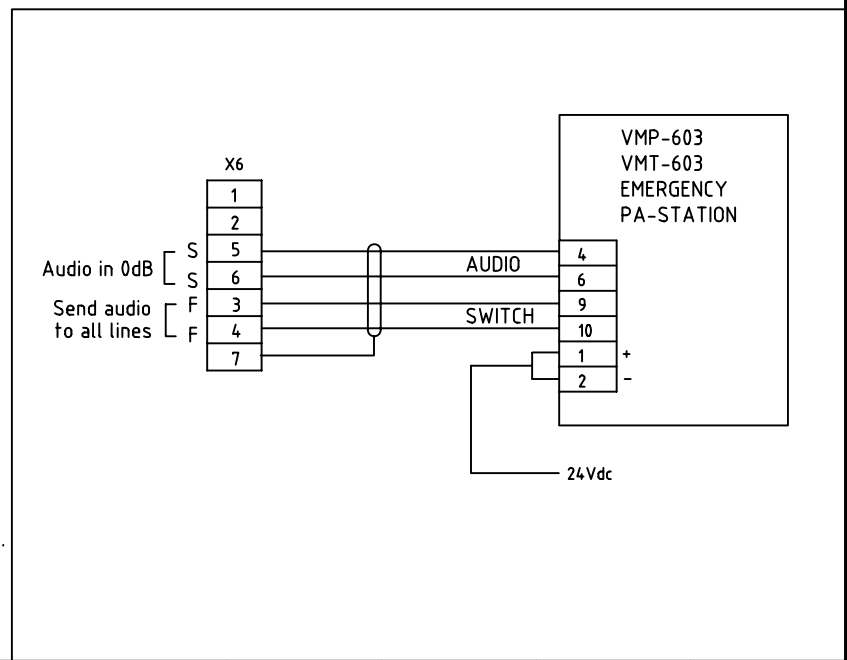 VMP-603
VMT-603
EMERGENCY
PA-STATION
X6
1
2
Audio in 0dB
S 5
S 6
Send audio
to all lines
F 3
F 4
7
AUDIO
SWITCH
4
6
9
10
1 +
2 -
24Vdc